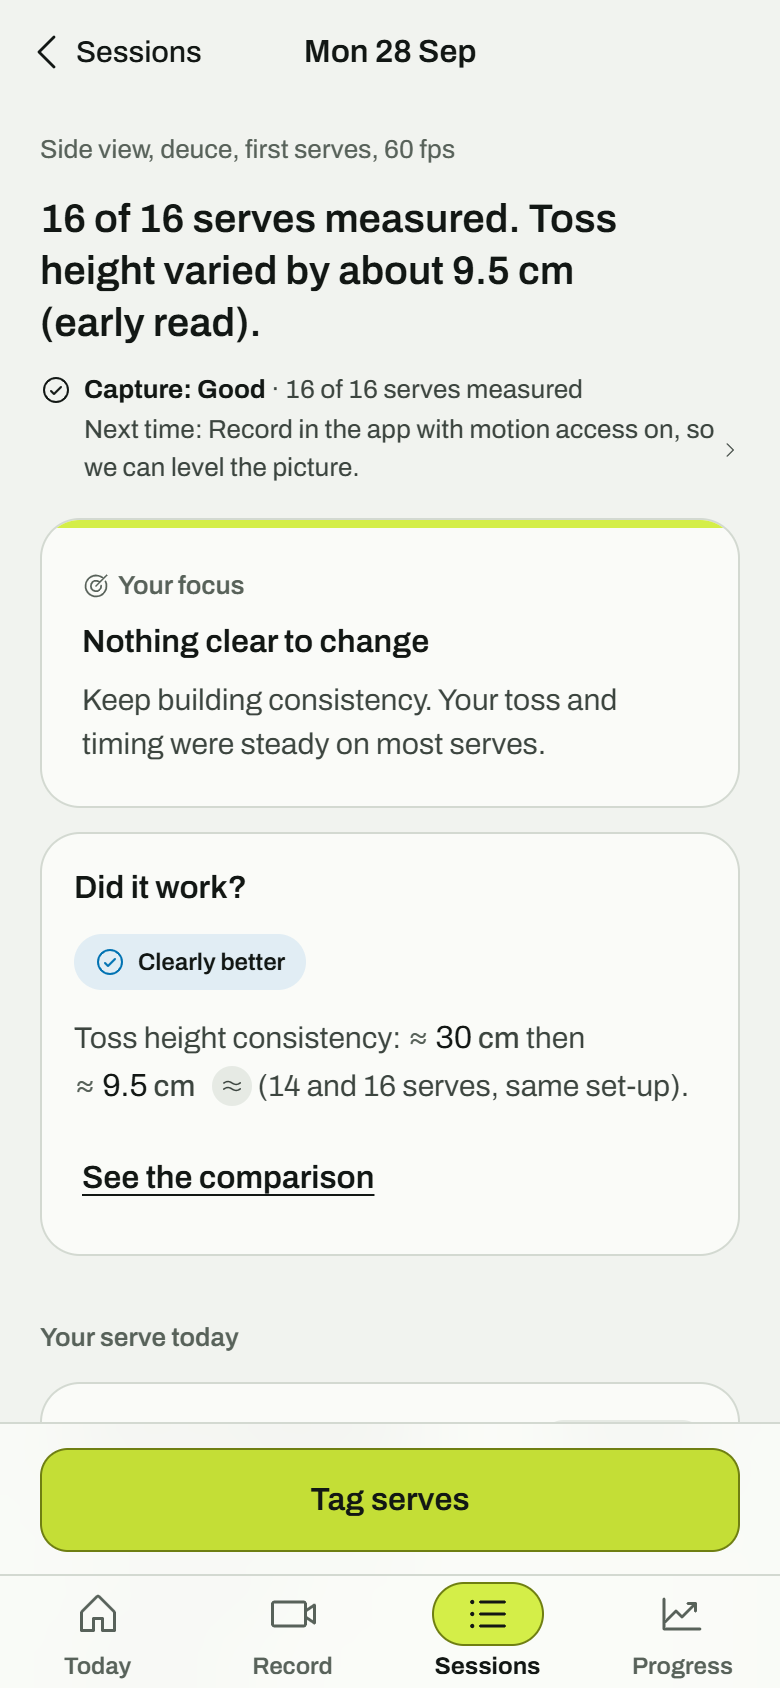 Sessions
Mon 28 Sep
Side view, deuce, first serves, 60 fps
16 of 16 serves measured. Toss
height varied by about 9.5 cm
(early read).
Capture: Good · 16 of 16 serves measured
Next time: Record in the app with motion access on, so
we can level the picture.
Your focus
Nothing clear to change
Keep building consistency. Your toss and
timing were steady on most serves.
Did it work?
Clearly better
Toss height consistency: ≈ 30 cm then
≈ 9.5 cm ≈ (14 and 16 serves, same set-up).
See the comparison
Your serve today
Tag serves
Today
Record
Sessions
Progress